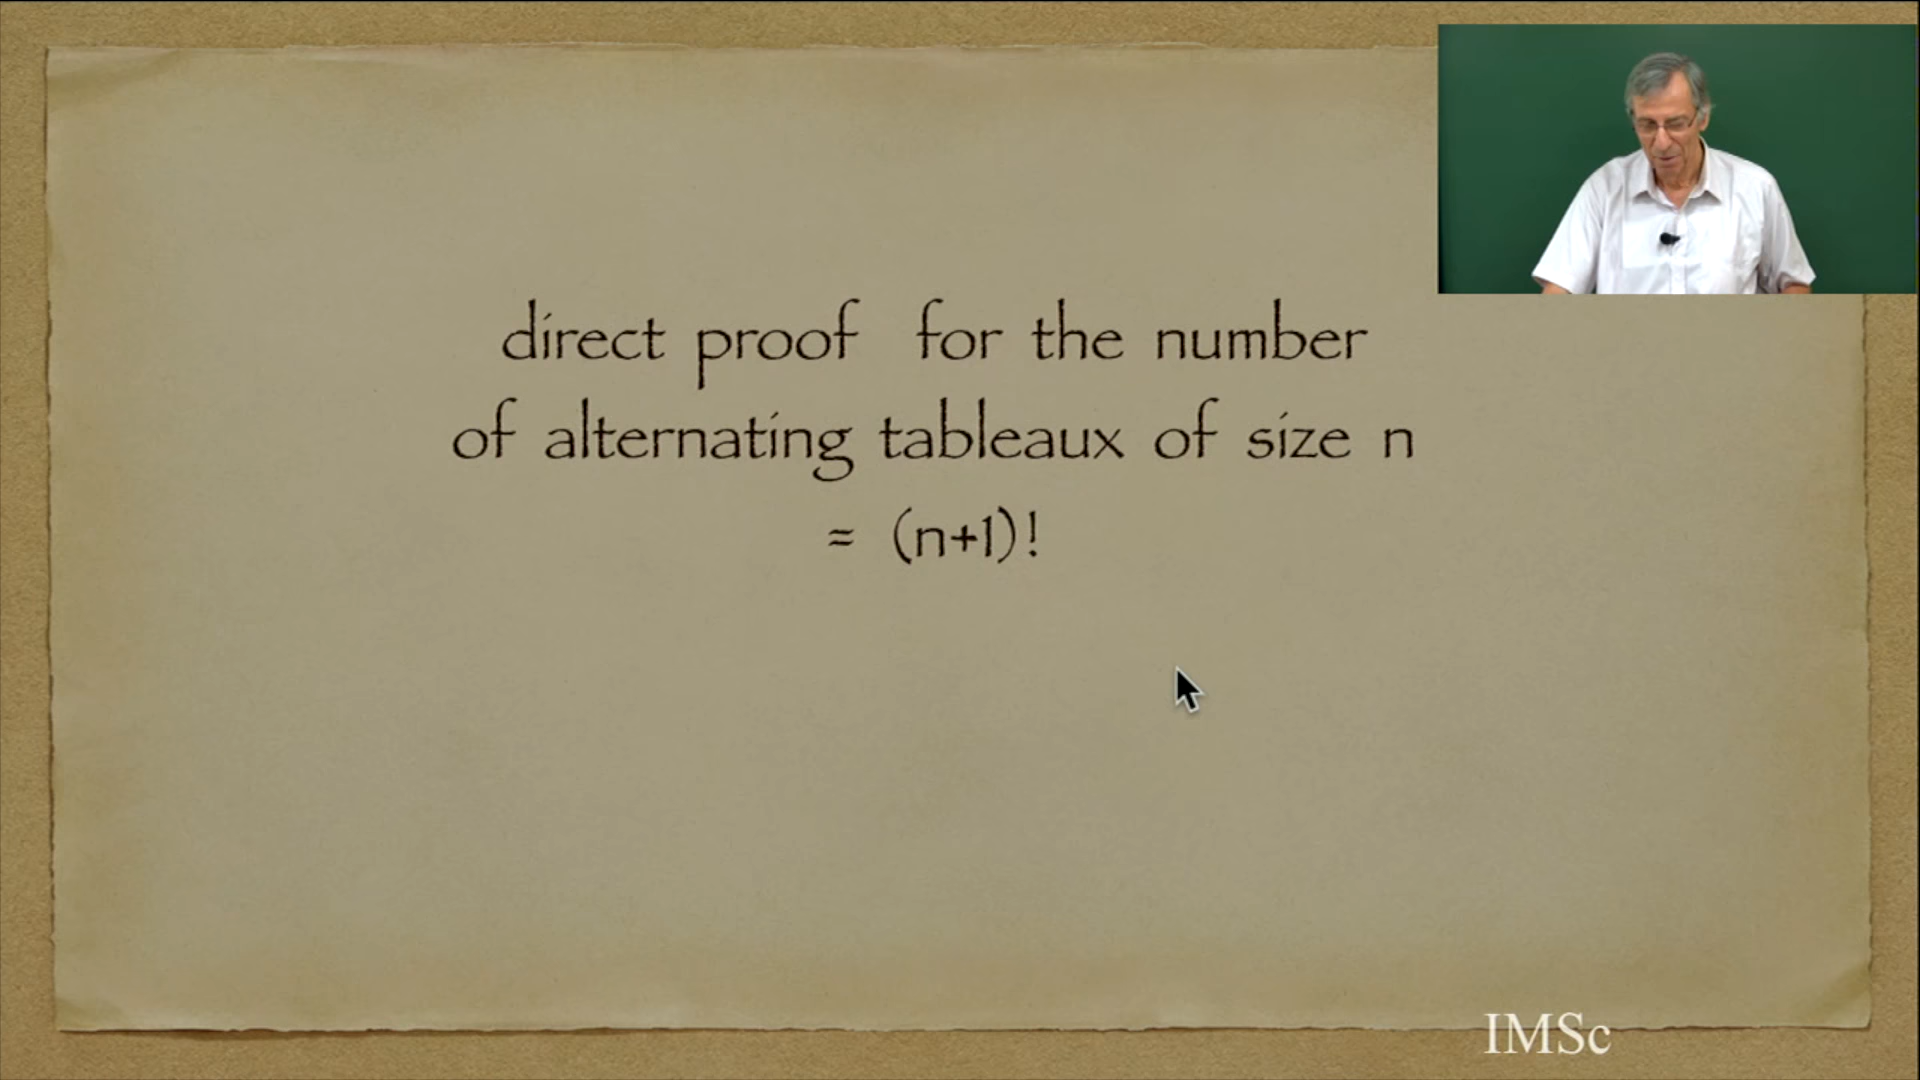 direct proof for the number
of alternating tableaux of size n
= (n+1)!
IMSc